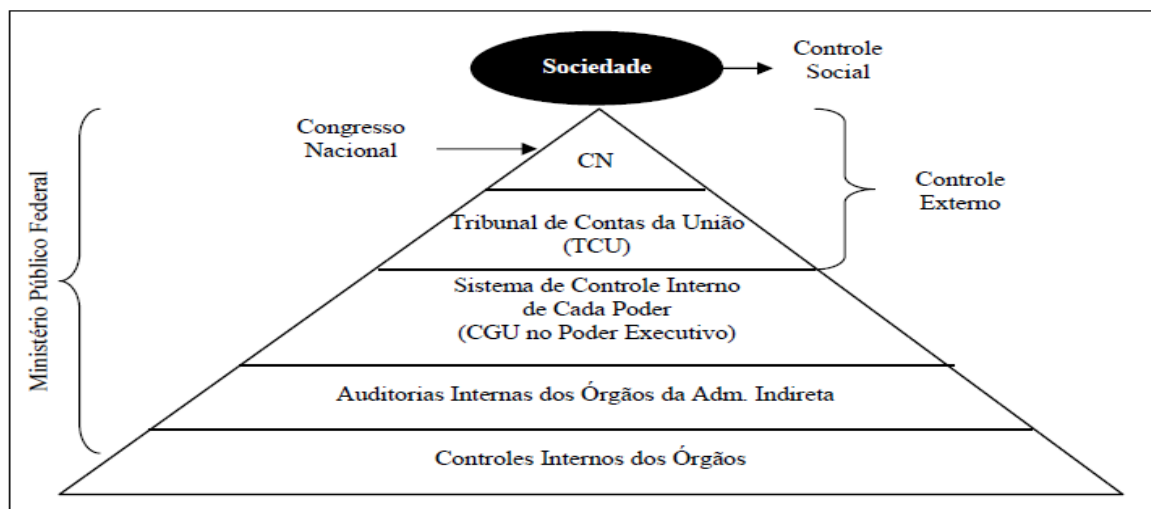 Sociedade
Controle
Social
Congresso
Nacional
CN
Controle
Externo
Ministério Público Federal
Tribunal de Contas da União
(TCU)
Sistema de Controle Interno
de Cada Poder
(CGU no Poder Executivo)
Auditorias Internas dos Órgãos da Adm. Indireta
Controles Internos dos Órgãos